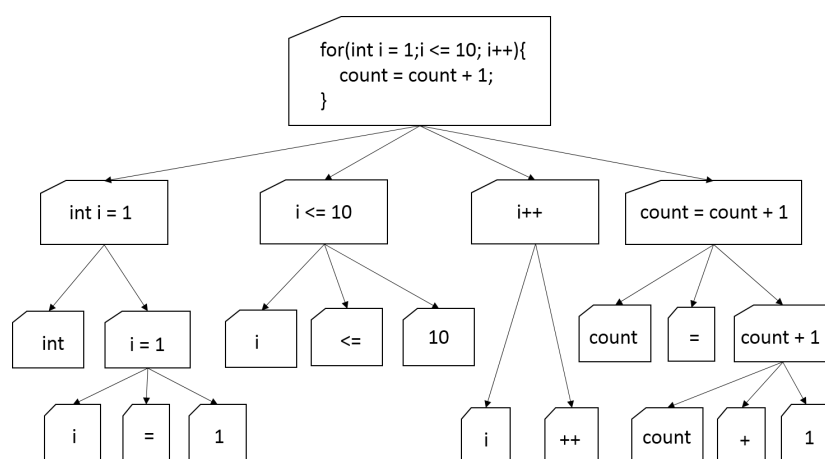 for(int i = 1;i <= 10; i++){
count = count + 1;
}
int i = 1
i <= 10
i++
count = count + 1
int
i = 1
i
<=
10
count
=
count + 1
i
=
1
i
++
count
+
1